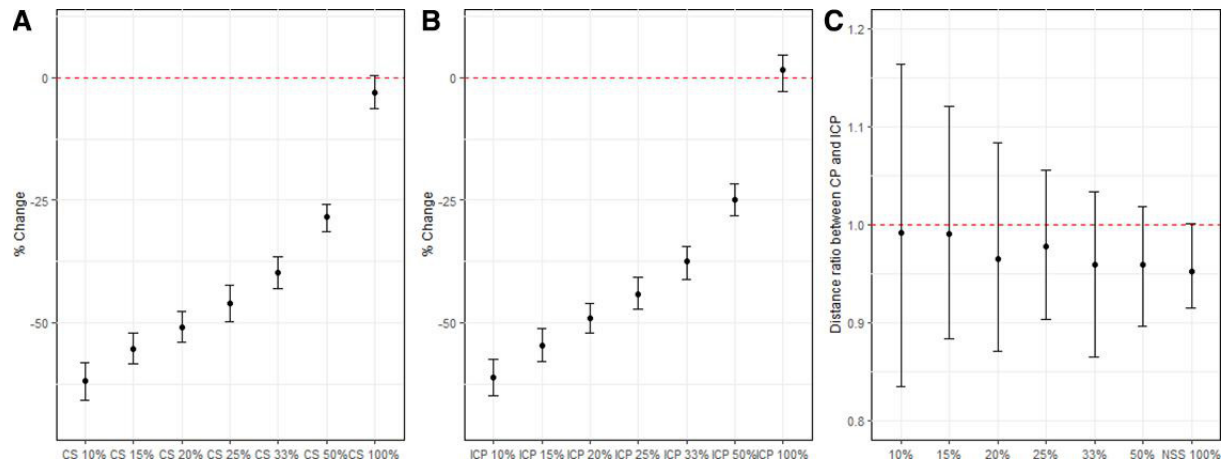 A
% Change
0
-25
-50
CS 10% CS 15% CS 20% CS 25% CS 33% CS 50% CS 100%
B
% Change
0
-25
-50
ICP 10% ICP 15% ICP 20% ICP 25% ICP 33% ICP 50% ICP 100%
C
Distance ratio between CP and ICP
1.2
1.1
1.0
0.9
0.8
10% 15% 20% 25% 33% 50% NSS 100%